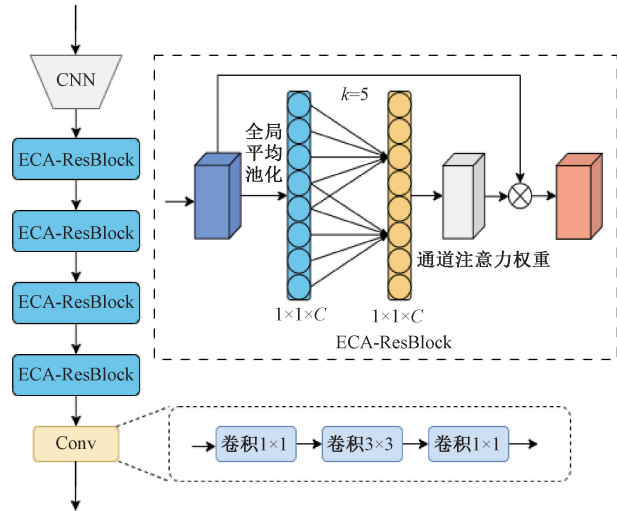 CNN
ECA-ResBlock
ECA-ResBlock
ECA-ResBlock
ECA-ResBlock
Conv
k=5
全局
平均
池化
通道注意力权重
1×1×C
1×1×C
ECA-ResBlock
卷积1×1
卷积3×3
卷积1×1